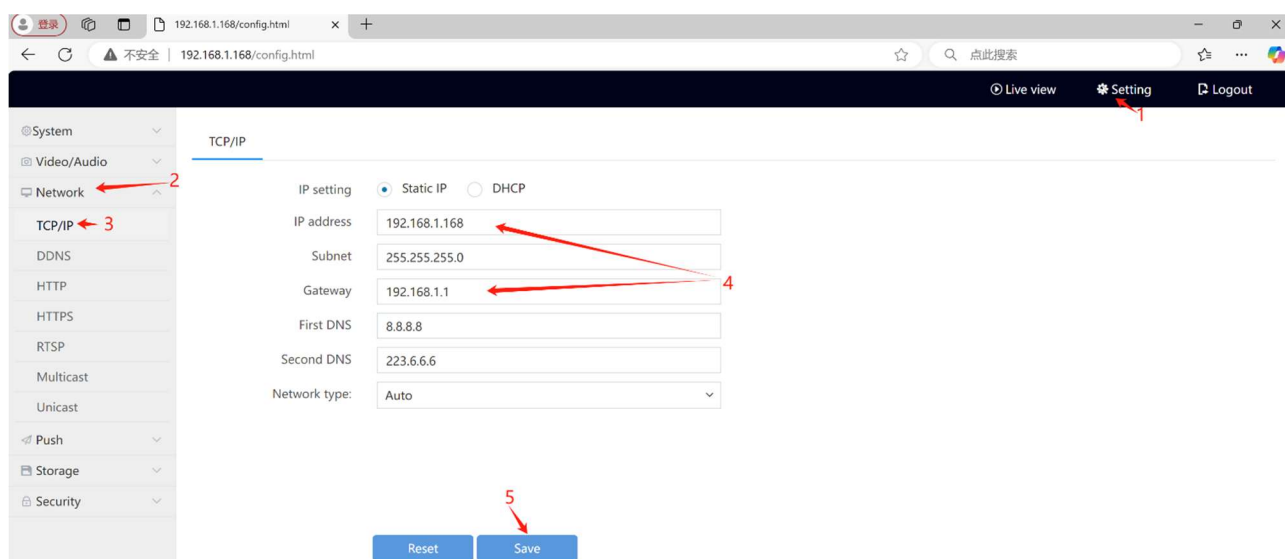 登录 192.168.1.168/config.html
不安全 192.168.1.168/config.html 点此搜索
Live view Setting Logout
1
System
Video/Audio
Network 2
TCP/IP 3
DDNS
HTTP
HTTPS
RTSP
Multicast
Unicast
Push
Storage
Security
TCP/IP
IP setting Static IP DHCP
IP address 192.168.1.168
Subnet 255.255.255.0
4
Gateway 192.168.1.1
First DNS 8.8.8.8
Second DNS 223.6.6.6
Network type: Auto
5
Reset Save